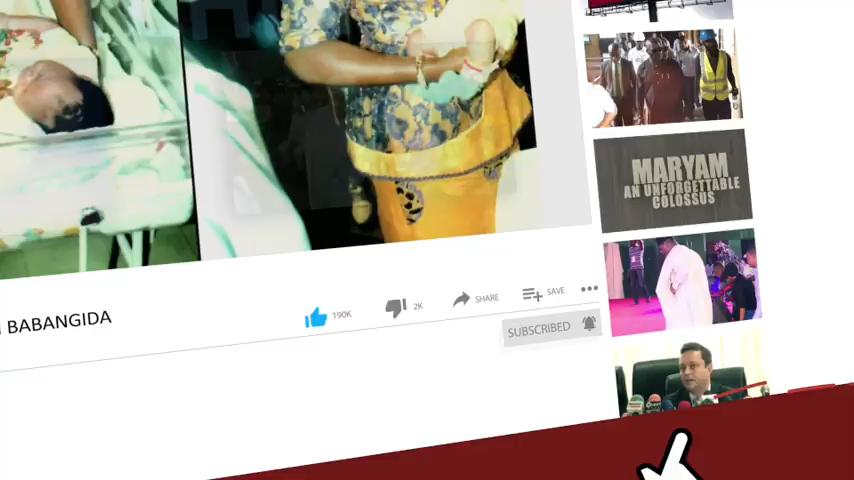 BABANGIDA
190K
2K
SHARE
SAVE
SUBSCRIBED
MARYAM
AN UNFORGETTABLE
COLOSSUS